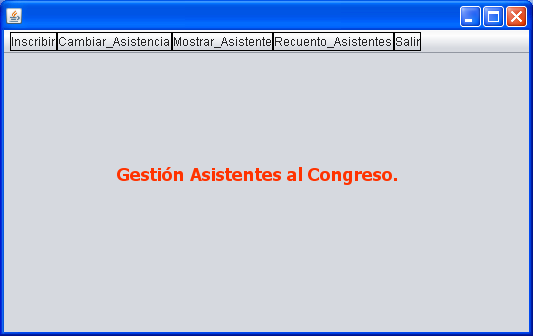 Inscribir Cambiar_Asistencia Mostrar_Asistente Recuento_Asistentes Salir
Gestión Asistentes al Congreso.